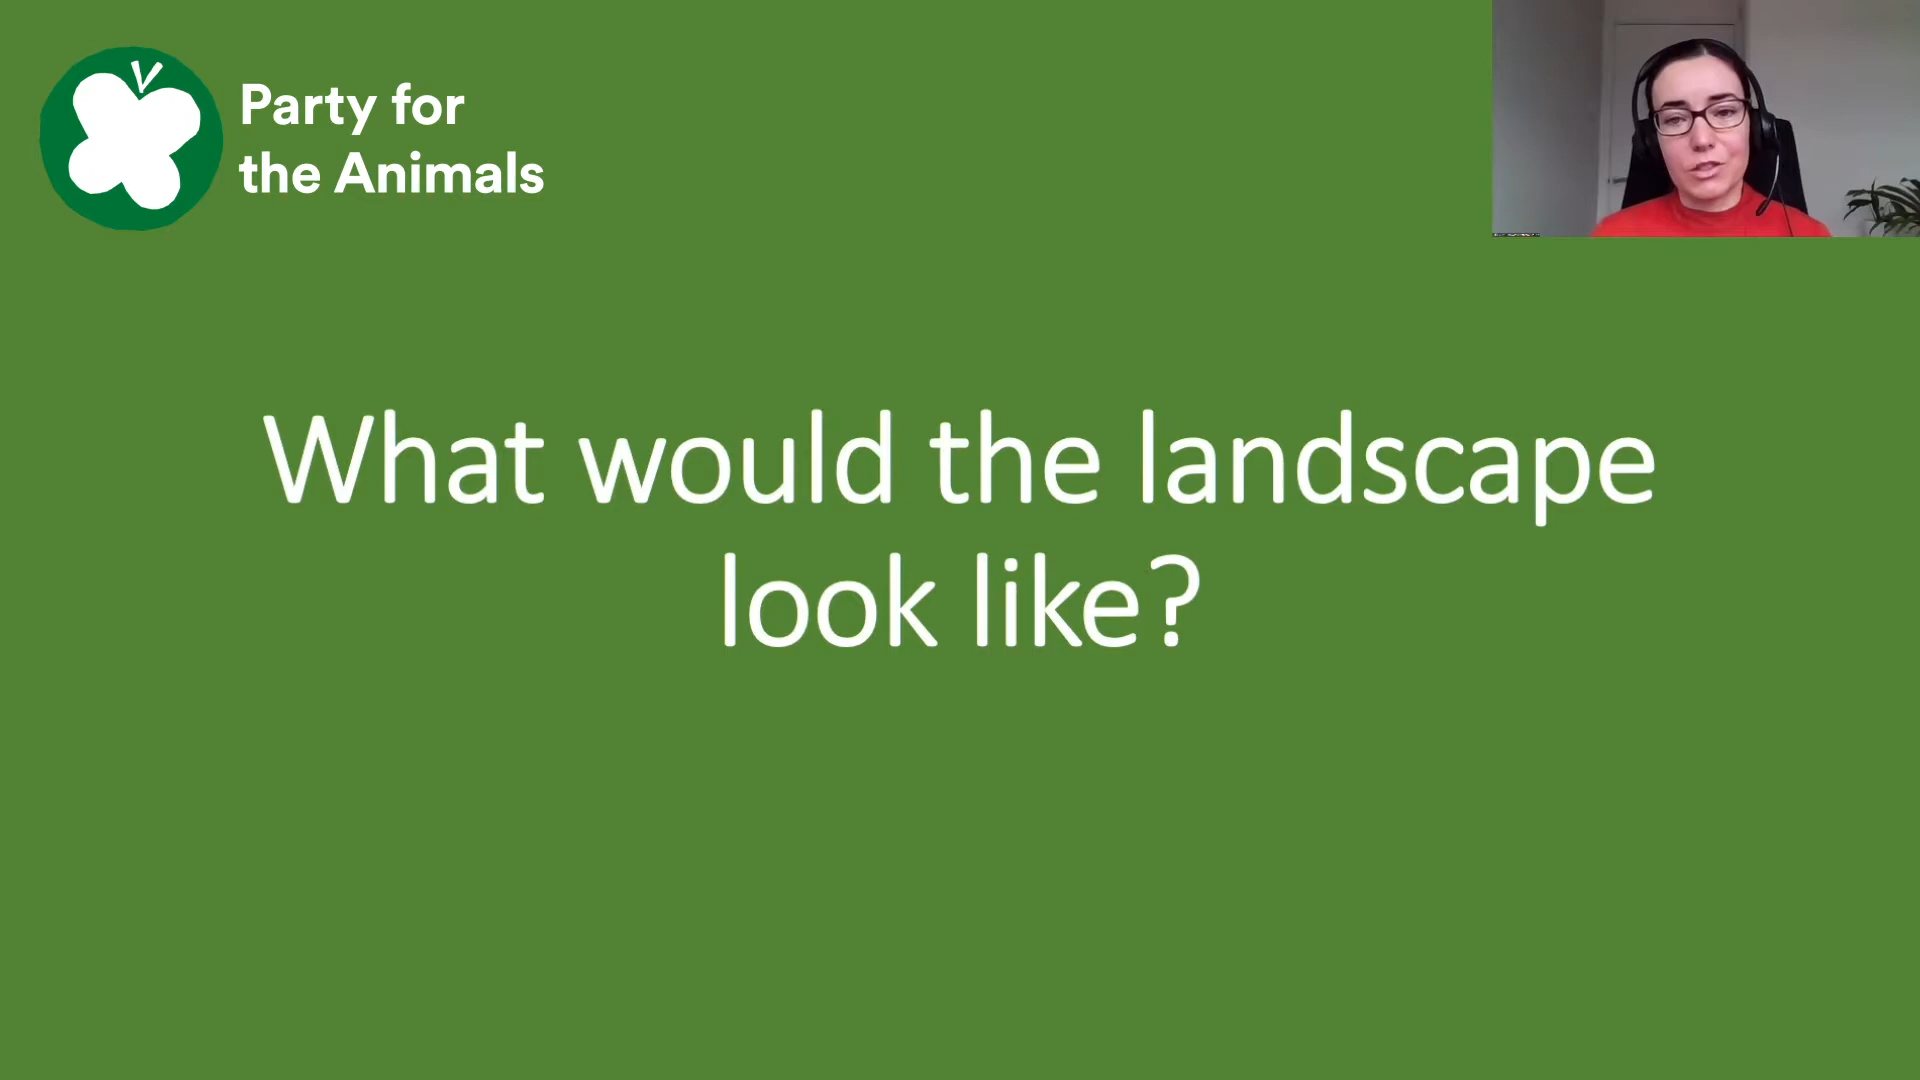 Party for
the Animals
What would the landscape
look like?